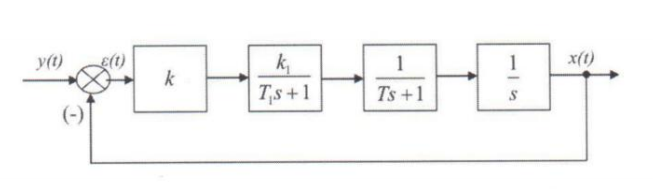 y(t) ε(t) x(t)
k k₁ 1 1
T₁s+1 Ts+1 s
(-)